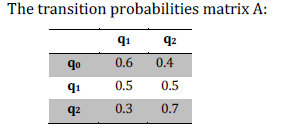 The transition probabilities matrix A:
q₁ q₂
q₀ 0.6 0.4
q₁ 0.5 0.5
q₂ 0.3 0.7